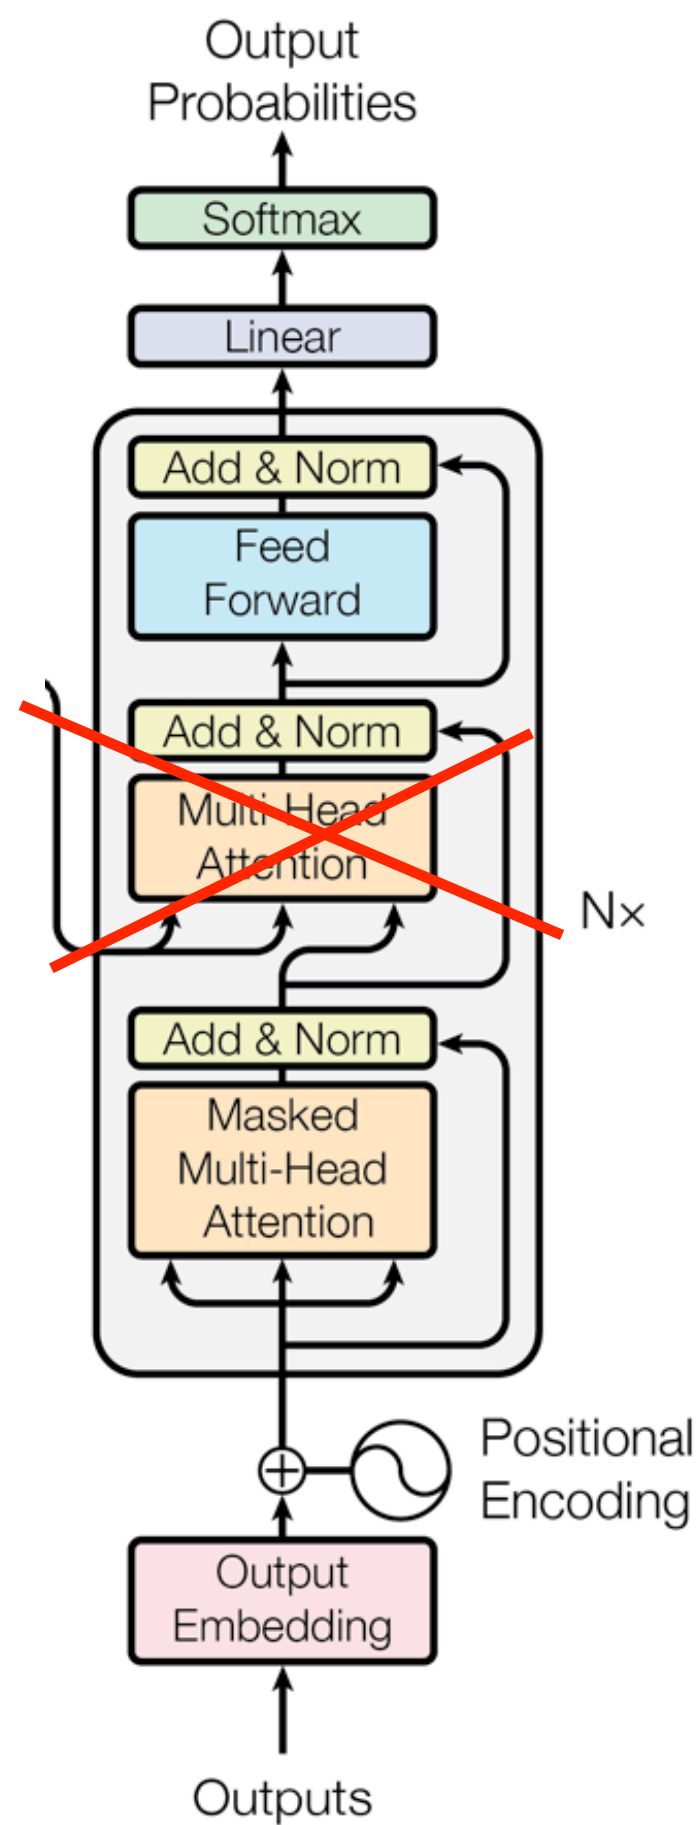 Output
Probabilities
Softmax
Linear
Add & Norm
Feed
Forward
Add & Norm
Multi-Head
Attention
N×
Add & Norm
Masked
Multi-Head
Attention
Positional
Encoding
Output
Embedding
Outputs